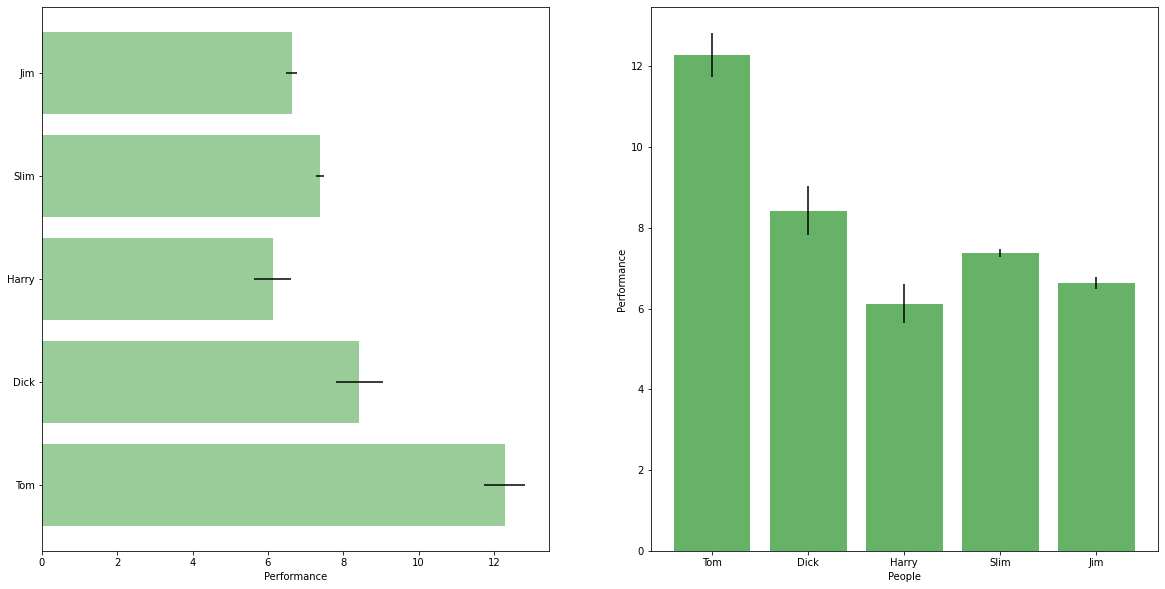 Jim
Slim
Harry
Dick
Tom
0 2 4 6 8 10 12
Performance
12
10
8
6
4
2
0
Performance
Tom Dick Harry Slim Jim
People